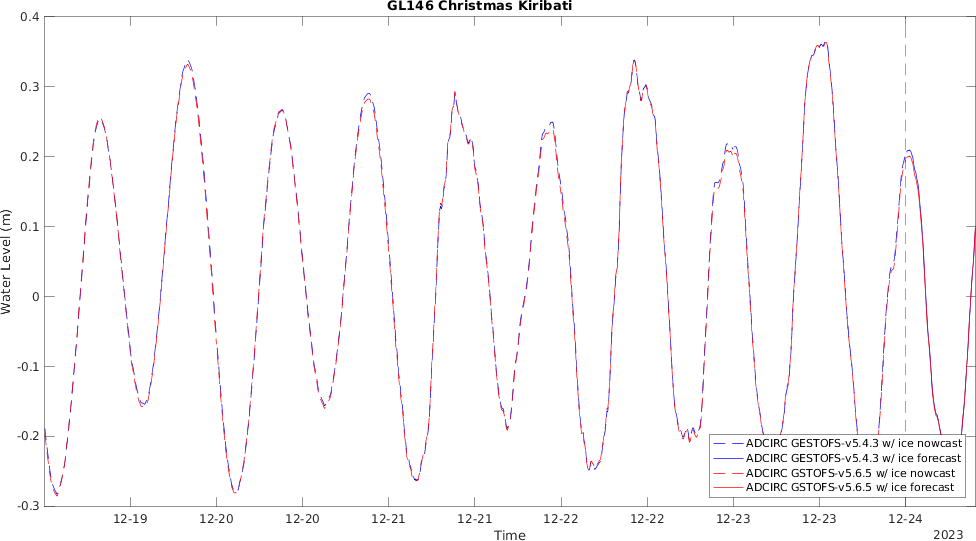 GL146 Christmas Kiribati
0.4
0.3
0.2
0.1
0
-0.1
-0.2
-0.3
Water Level (m)
12-19
12-20
12-20
12-21
12-21
12-22
12-22
12-23
12-23
12-24
Time
2023
ADCIRC GESTOFS-v5.4.3 w/ ice nowcast
ADCIRC GESTOFS-v5.4.3 w/ ice forecast
ADCIRC GSTOFS-v5.6.5 w/ ice nowcast
ADCIRC GSTOFS-v5.6.5 w/ ice forecast